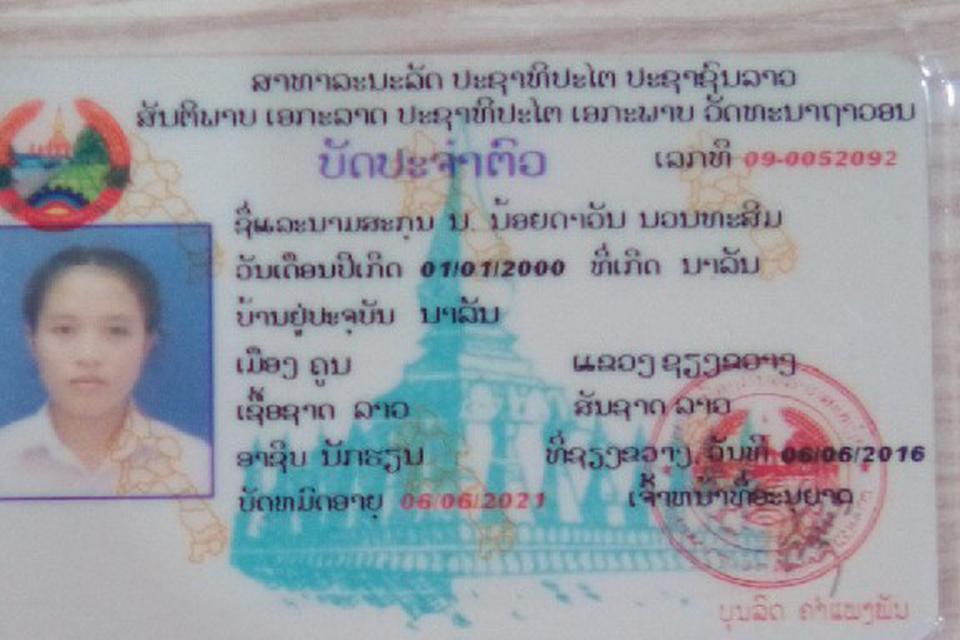 ສາທາລະນະລັດ ປະຊາທິປະໄຕ ປະຊາຊົນລາວ
ສັນຕິພາບ ເອກະລາດ ປະຊາທິປະໄຕ ເອກະພາບ ວັດທະນາຖາວອນ
ບັດປະຈຳຕົວ ເລກທີ 09-0052092
ຊື່ແລະນາມສະກຸນ ນ. ນ້ອຍດາວັນ ນວນທະສິມ
ວັນເດືອນປີເກີດ 01/01/2000 ທີ່ເກີດ ນາລັນ
ບ້ານຢູ່ປະຈຸບັນ ນາລັນ
ເມືອງ ຄູນ ແຂວງ ຊຽງຂວາງ
ເຊື້ອຊາດ ລາວ ສັນຊາດ ລາວ
ອາຊີບ ນັກຮຽນ ທີ່ຊຽງຂວາງ, ວັນທີ 06/06/2016
ບັດຫມົດອາຍຸ 06/06/2021 ເຈົ້າຫນ້າທີ່ອະນຸຍາດ
ບຸນລິດ ຄຳແພງພັນ